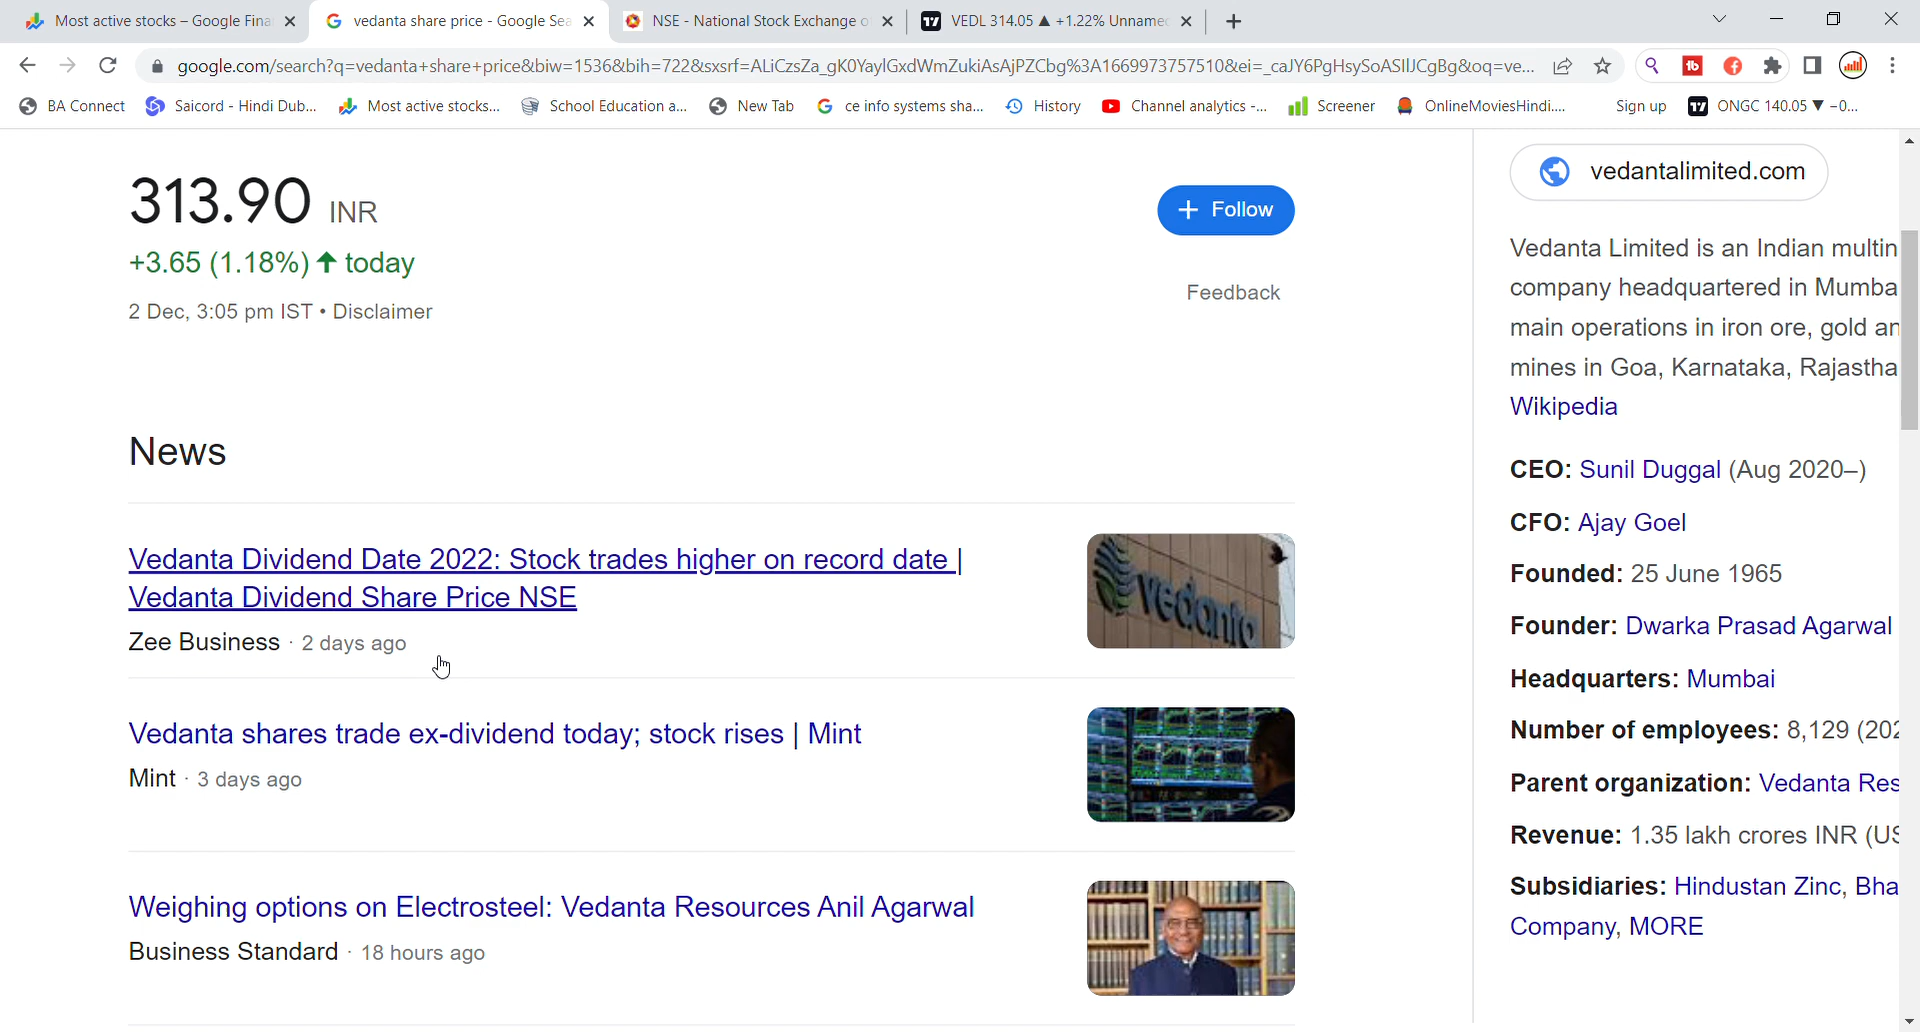 Most active stocks – Google Fina
vedanta share price - Google Sea
NSE - National Stock Exchange o
VEDL 314.05 ▲ +1.22% Unname
google.com/search?q=vedanta+share+price&biw=1536&bih=722&sxsrf=ALiCzsZa_gK0YaylGxdWmZukiAsAjPZCbg%3A1669973757510&ei=_caJY6PgHsySoASIlJCgBg&oq=ve...
BA Connect
Saicord - Hindi Dub...
Most active stocks...
School Education a...
New Tab
ce info systems sha...
History
Channel analytics -...
Screener
OnlineMoviesHindi....
Sign up
ONGC 140.05 ▼ −0...
313.90 INR
+ Follow
+3.65 (1.18%) ↑ today
Feedback
2 Dec, 3:05 pm IST • Disclaimer
News
Vedanta Dividend Date 2022: Stock trades higher on record date |
Vedanta Dividend Share Price NSE
Zee Business · 2 days ago
vedanta
Vedanta shares trade ex-dividend today; stock rises | Mint
Mint · 3 days ago
Weighing options on Electrosteel: Vedanta Resources Anil Agarwal
Business Standard · 18 hours ago
vedantalimited.com
Vedanta Limited is an Indian multin
company headquartered in Mumba
main operations in iron ore, gold an
mines in Goa, Karnataka, Rajastha
Wikipedia
CEO: Sunil Duggal (Aug 2020–)
CFO: Ajay Goel
Founded: 25 June 1965
Founder: Dwarka Prasad Agarwal
Headquarters: Mumbai
Number of employees: 8,129 (202
Parent organization: Vedanta Res
Revenue: 1.35 lakh crores INR (US
Subsidiaries: Hindustan Zinc, Bha
Company, MORE